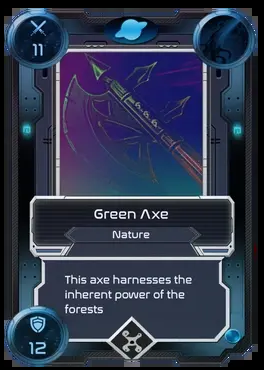 11
Green Axe
Nature
This axe harnesses the
inherent power of the
forests
12